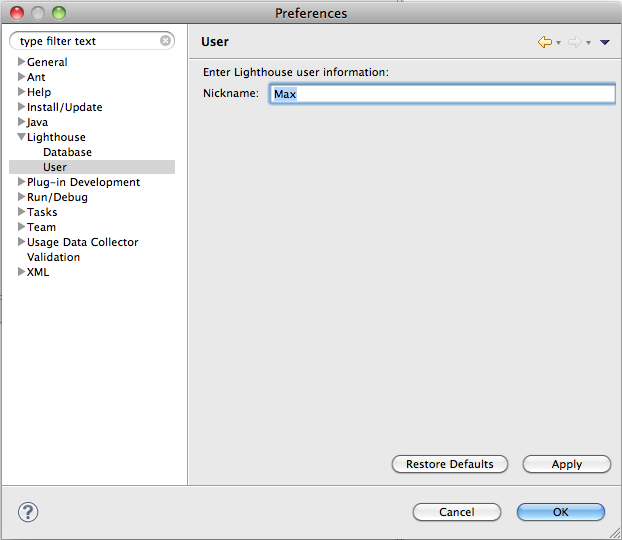 Preferences
type filter text
General
Ant
Help
Install/Update
Java
Lighthouse
Database
User
Plug-in Development
Run/Debug
Tasks
Team
Usage Data Collector
Validation
XML
User
Enter Lighthouse user information:
Nickname: Max
Restore Defaults Apply
? Cancel OK